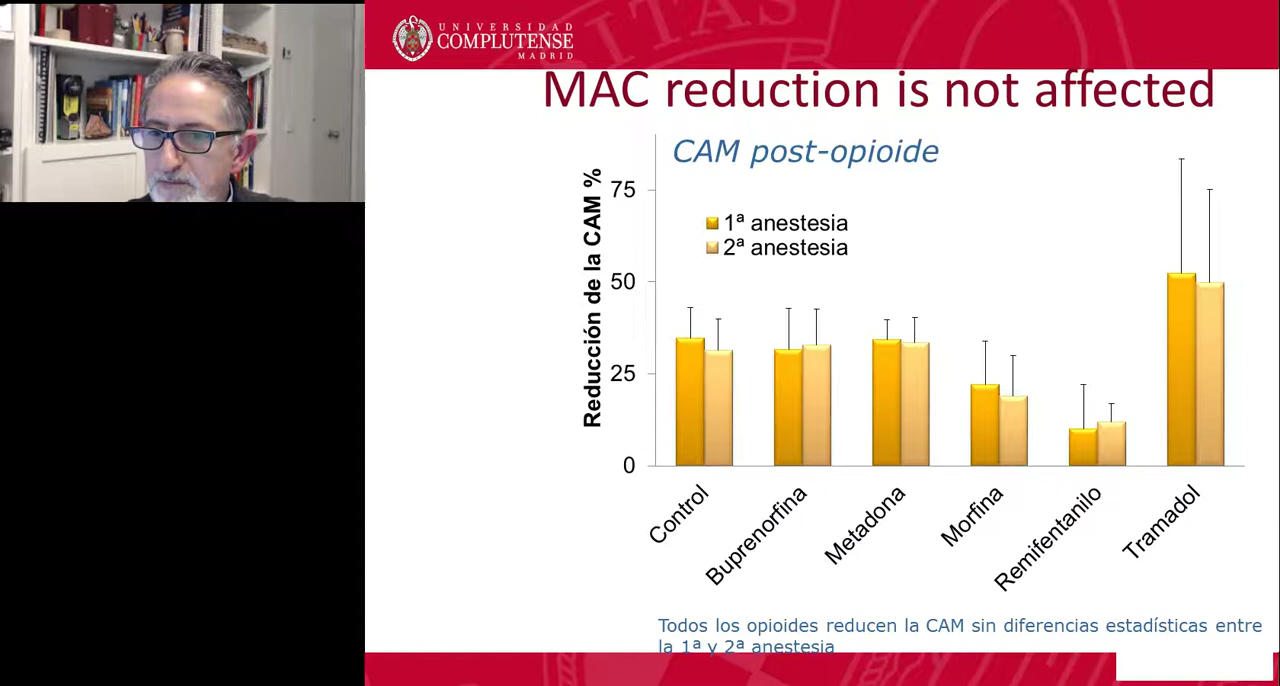 UNIVERSIDAD
COMPLUTENSE
MADRID
MAC reduction is not affected
CAM post-opioide
Reducción de la CAM %
75
50
25
0
1ª anestesia
2ª anestesia
Control
Buprenorfina
Metadona
Morfina
Remifentanilo
Tramadol
Todos los opioides reducen la CAM sin diferencias estadísticas entre
la 1ª y 2ª anestesia